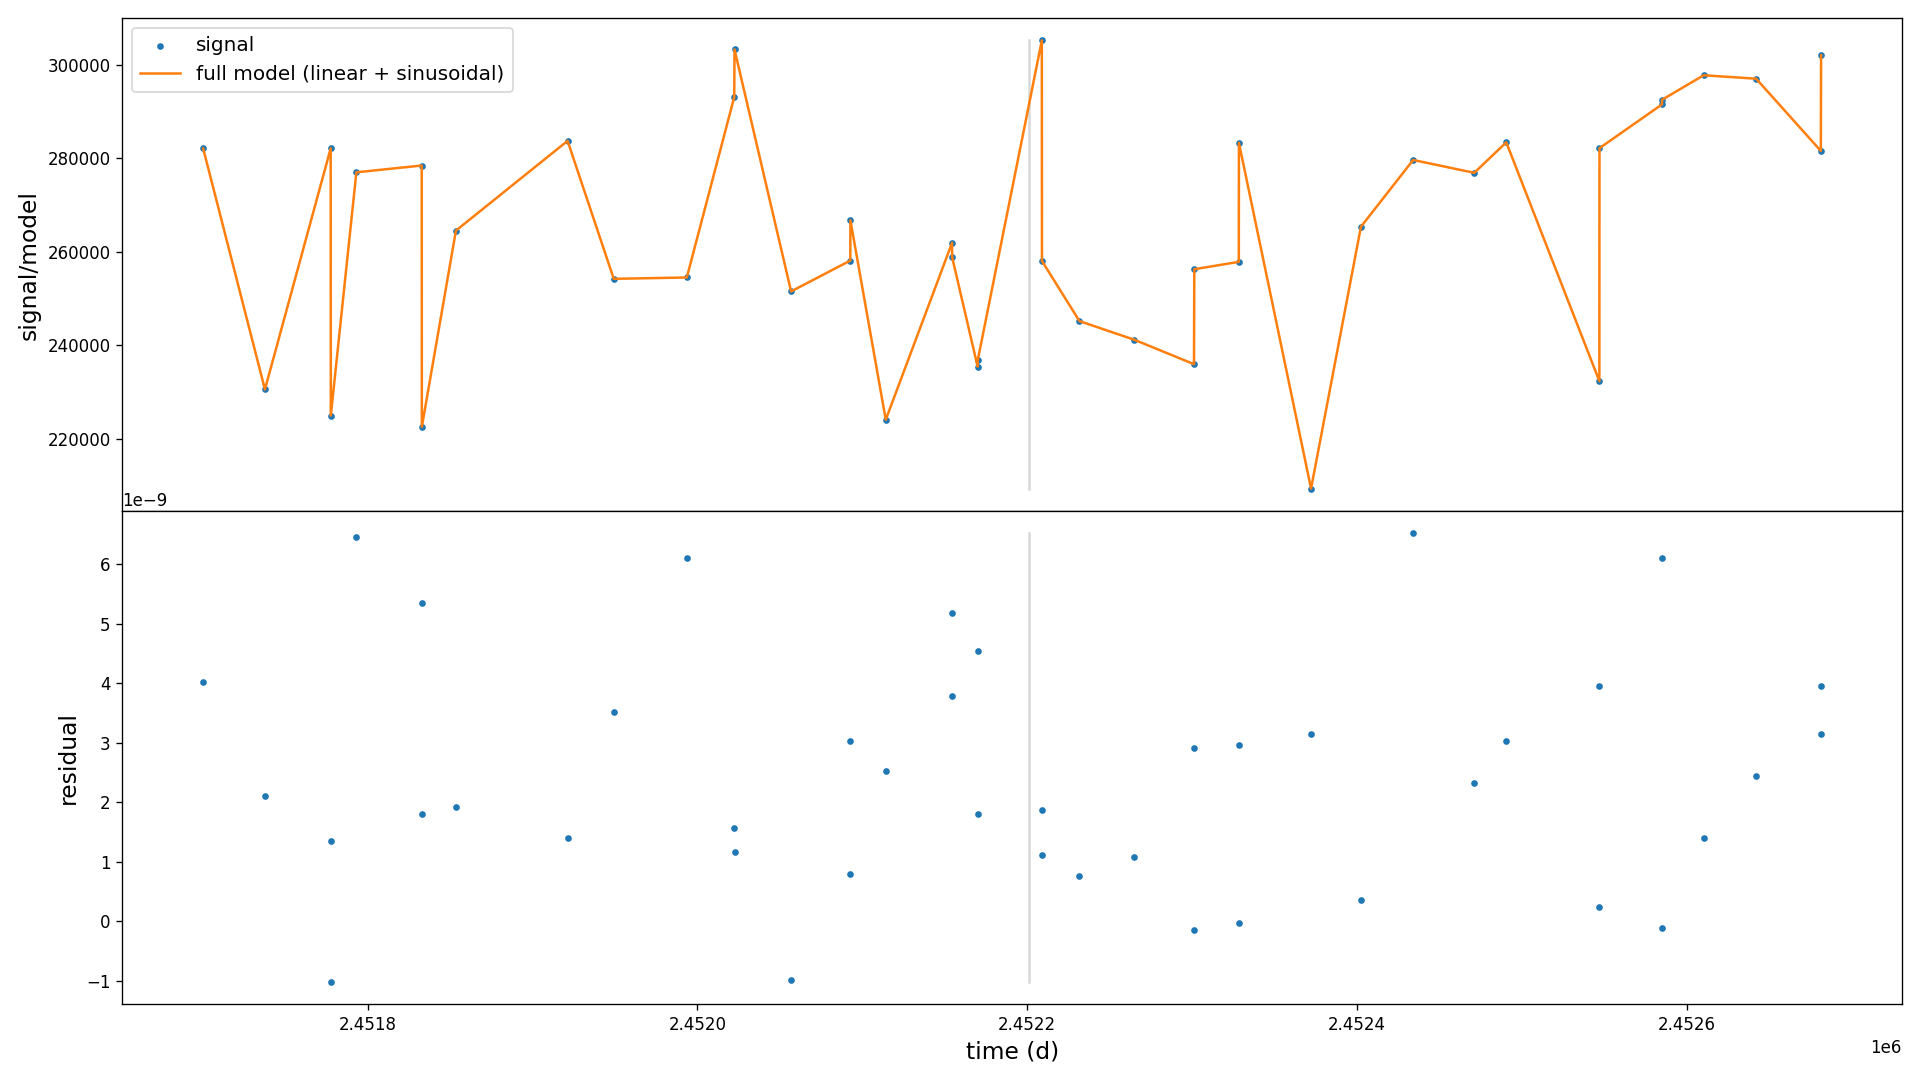 signal
full model (linear + sinusoidal)
300000
280000
260000
240000
220000
signal/model
1e−9
6
5
4
3
2
1
0
−1
residual
2.4518
2.4520
2.4522
2.4524
2.4526
time (d)
1e6